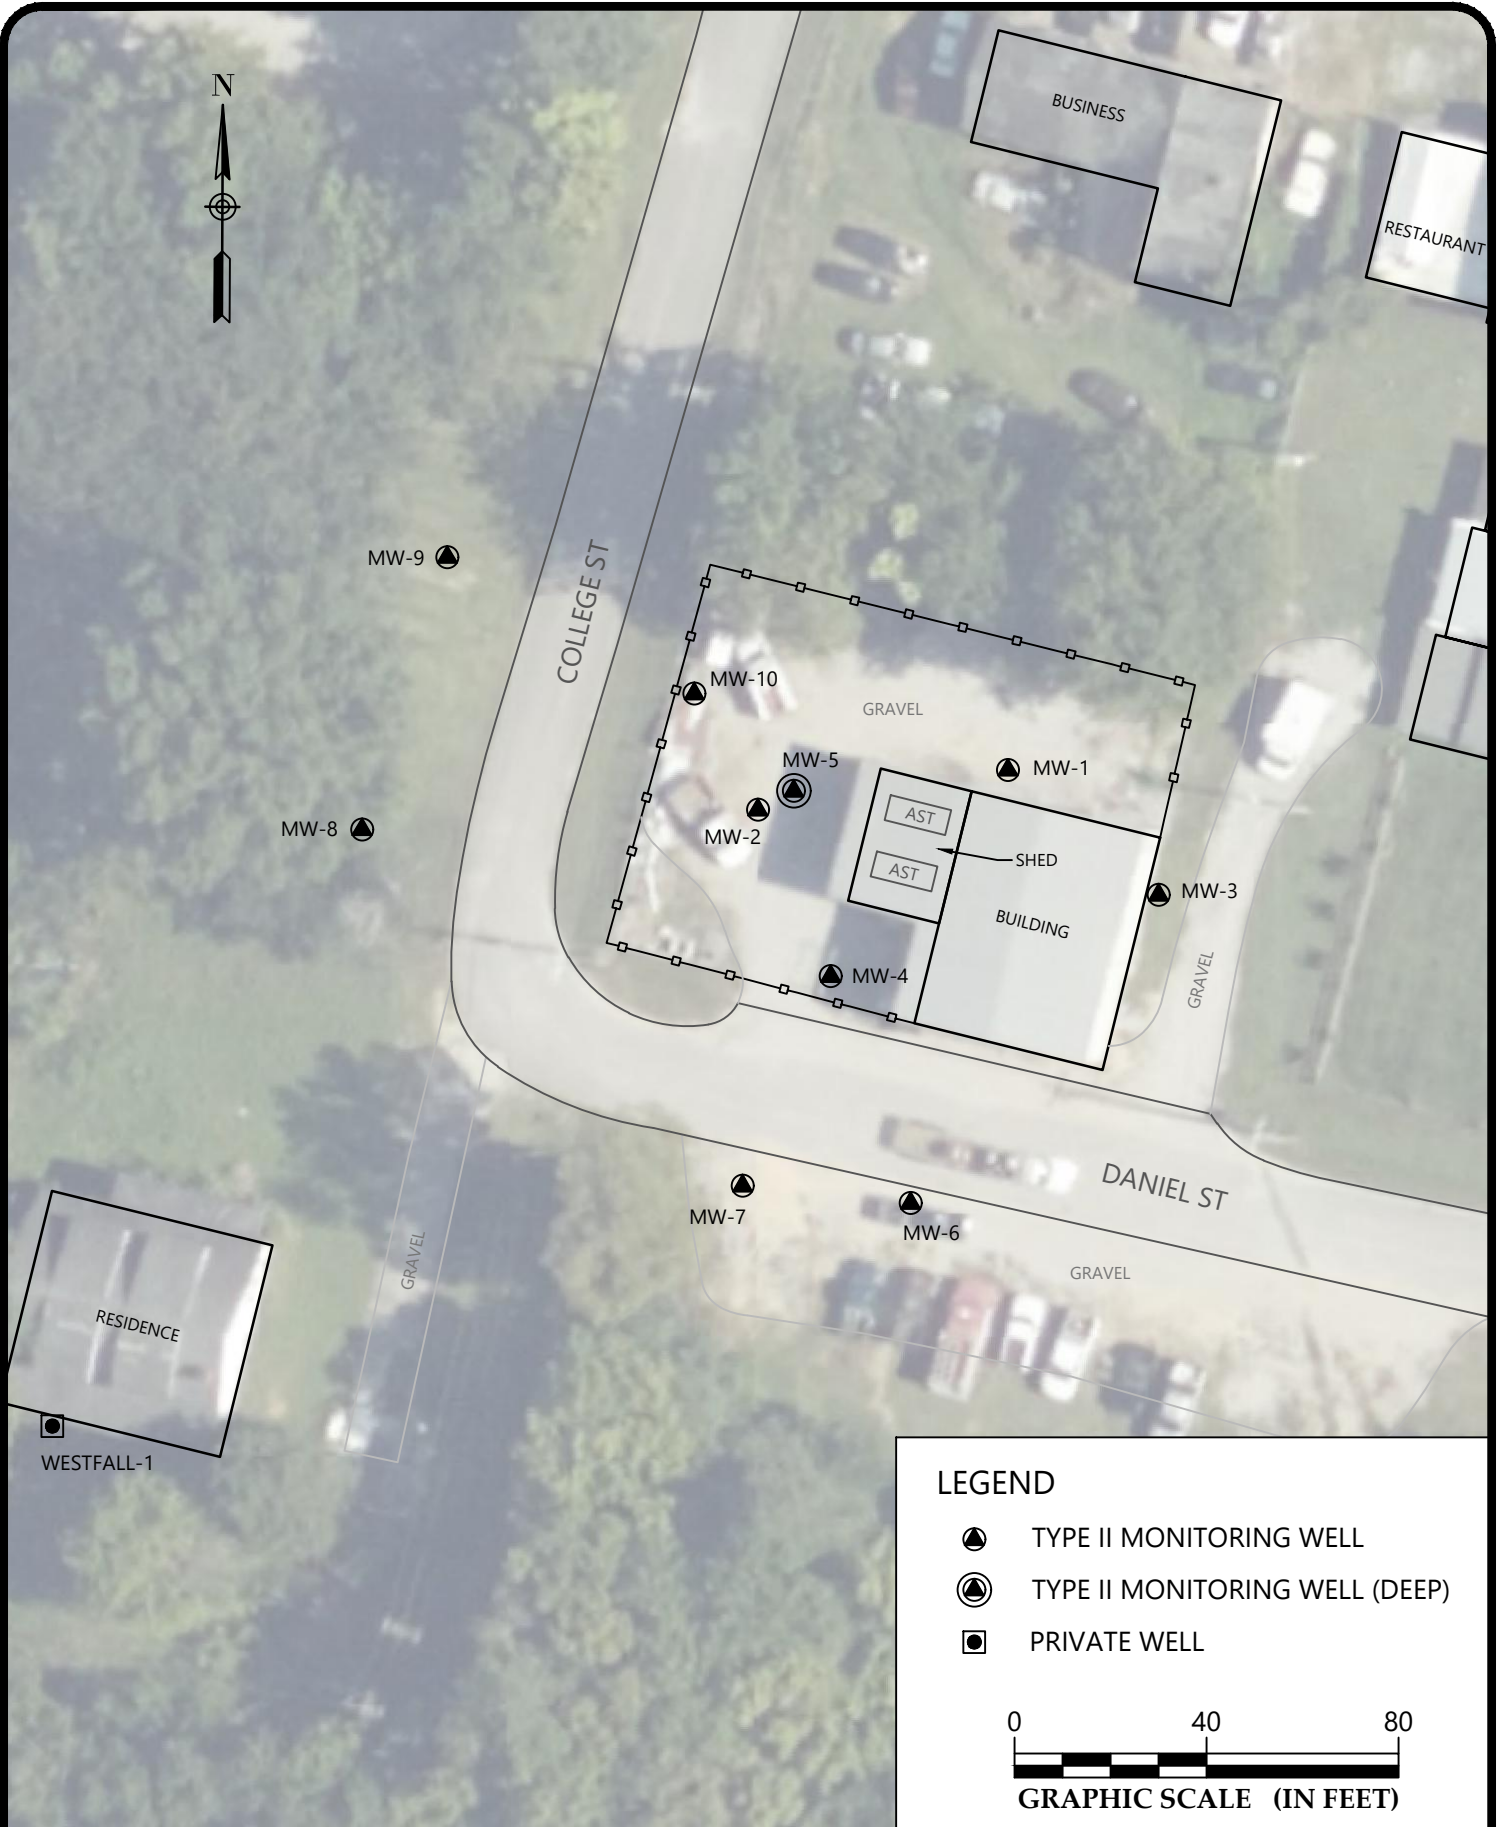 N
BUSINESS
RESTAURANT
MW-9
COLLEGE ST
MW-10
GRAVEL
MW-5
MW-1
MW-2
AST
SHED
AST
MW-8
MW-3
BUILDING
MW-4
GRAVEL
DANIEL ST
MW-7
MW-6
GRAVEL
GRAVEL
RESIDENCE
WESTFALL-1
LEGEND
TYPE II MONITORING WELL
TYPE II MONITORING WELL (DEEP)
PRIVATE WELL
0 40 80
GRAPHIC SCALE (IN FEET)